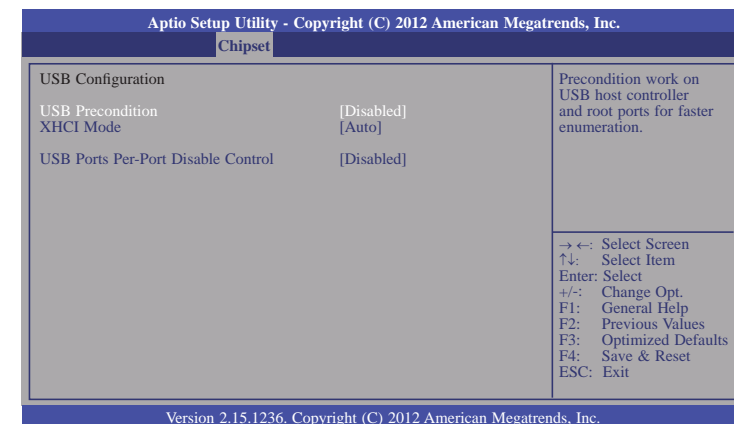 Aptio Setup Utility - Copyright (C) 2012 American Megatrends, Inc.
Chipset
USB Configuration
USB Precondition [Disabled]
XHCI Mode [Auto]
USB Ports Per-Port Disable Control [Disabled]
Precondition work on
USB host controller
and root ports for faster
enumeration.
→ ←: Select Screen
↑↓: Select Item
Enter: Select
+/-: Change Opt.
F1: General Help
F2: Previous Values
F3: Optimized Defaults
F4: Save & Reset
ESC: Exit
Version 2.15.1236. Copyright (C) 2012 American Megatrends, Inc.